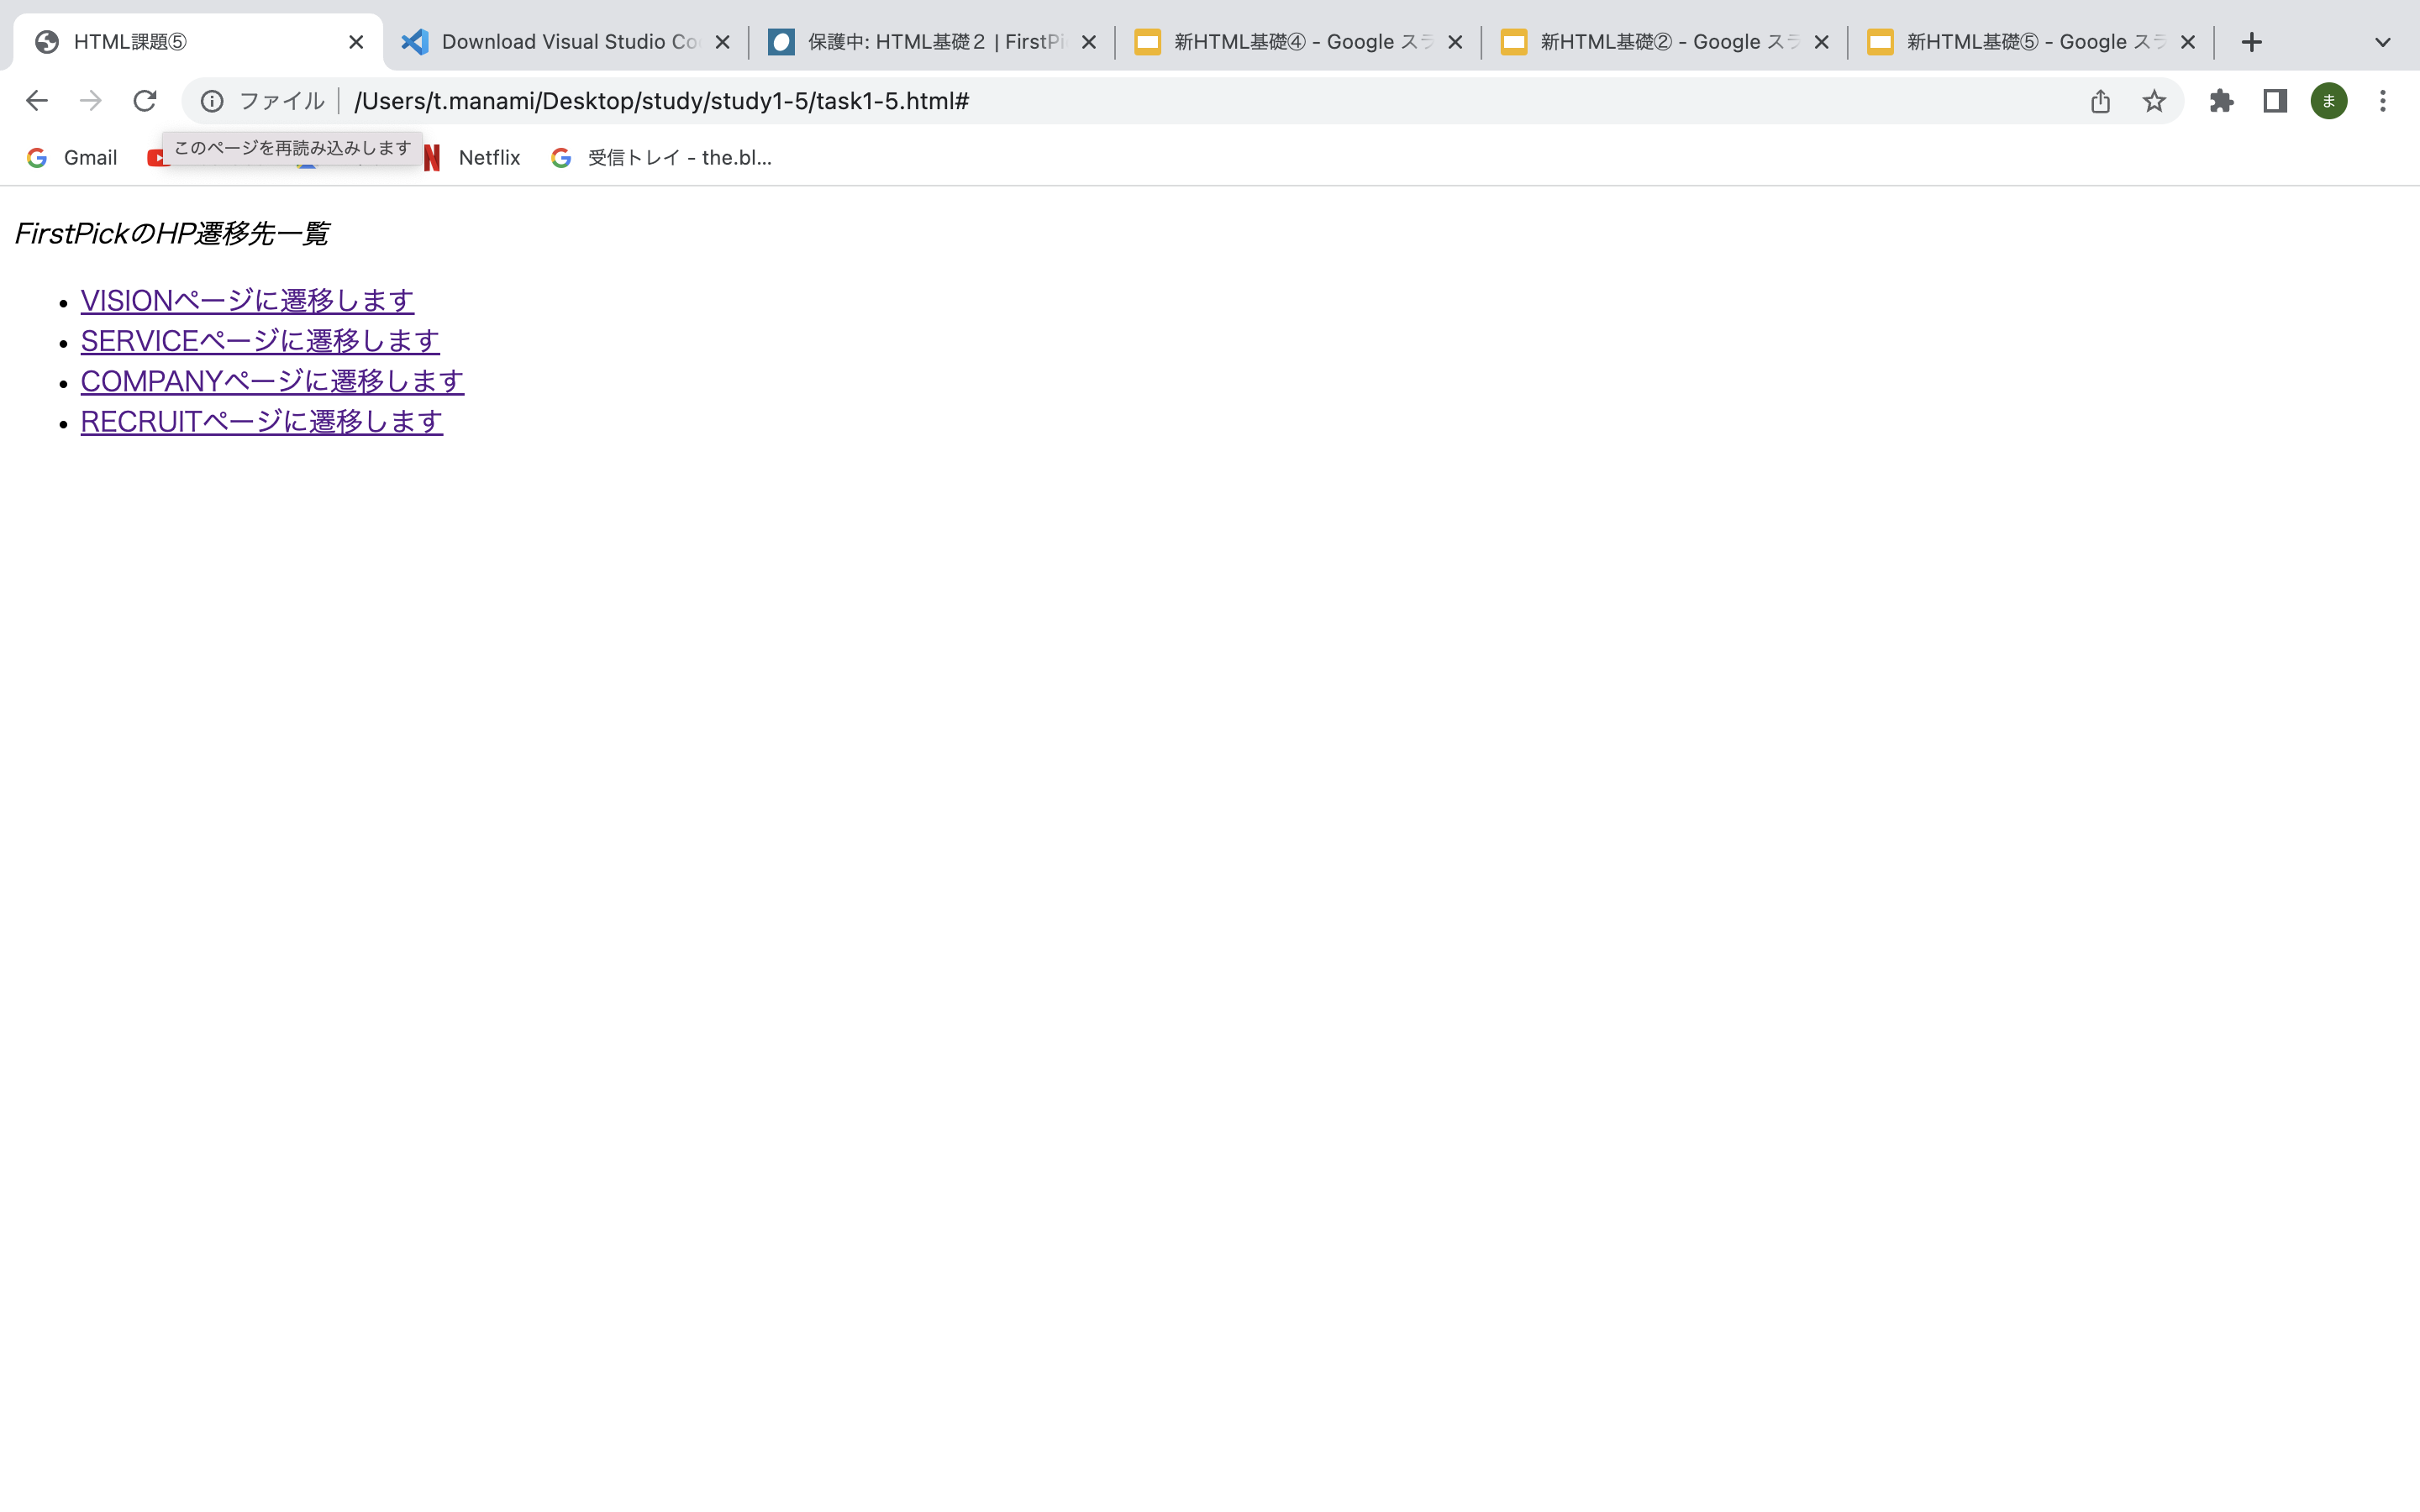 HTML課題⑤
Download Visual Studio Co
保護中: HTML基礎２ | FirstPi
新HTML基礎④ - Google スラ
新HTML基礎② - Google スラ
新HTML基礎⑤ - Google スラ
ファイル /Users/t.manami/Desktop/study/study1-5/task1-5.html#
ま
このページを再読み込みします
Gmail
Netflix
受信トレイ - the.bl...
FirstPickのHP遷移先一覧
• VISIONページに遷移します
• SERVICEページに遷移します
• COMPANYページに遷移します
• RECRUITページに遷移します